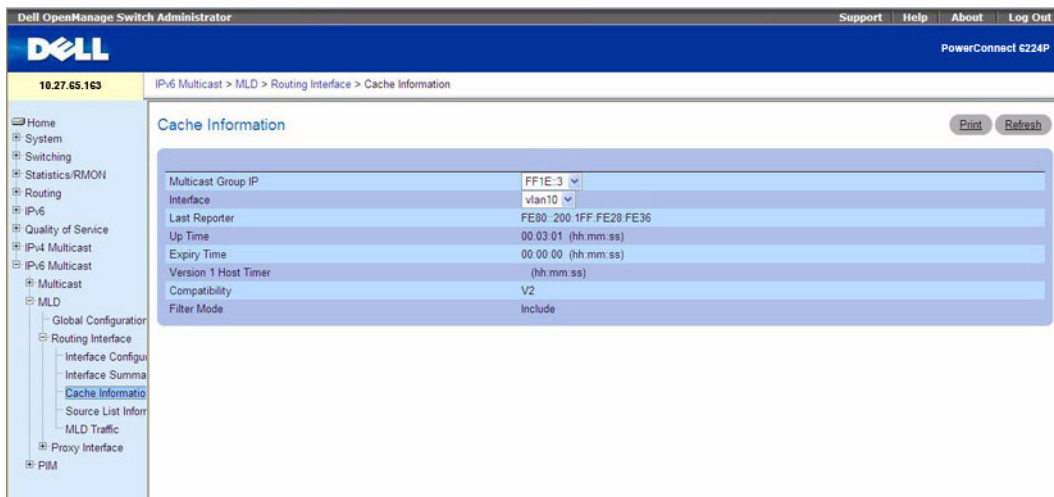 Dell OpenManage Switch Administrator
Support Help About Log Out
DELL
PowerConnect 6224P
10.27.65.163
IPv6 Multicast > MLD > Routing Interface > Cache Information
Home
System
Switching
Statistics/RMON
Routing
IPv6
Quality of Service
IPv4 Multicast
IPv6 Multicast
Multicast
MLD
Global Configuration
Routing Interface
Interface Configu
Interface Summa
Cache Informatio
Source List Inform
MLD Traffic
Proxy Interface
PIM
Cache Information
Print Refresh
Multicast Group IP FF1E::3
Interface vlan10
Last Reporter FE80::200:1FF:FE28:FE36
Up Time 00:03:01 (hh:mm:ss)
Expiry Time 00:00:00 (hh:mm:ss)
Version 1 Host Timer (hh:mm:ss)
Compatibility V2
Filter Mode Include